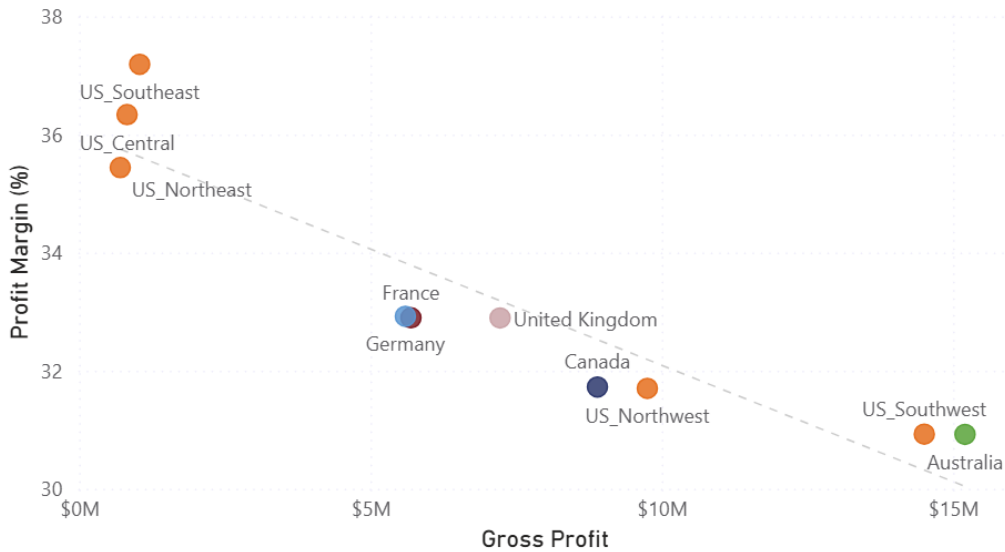 38
US_Southeast
36
US_Central
US_Northeast
34
France
United Kingdom
Germany
Canada
32
US_Northwest
US_Southwest
Australia
30
$0M $5M $10M $15M
Gross Profit
Profit Margin (%)